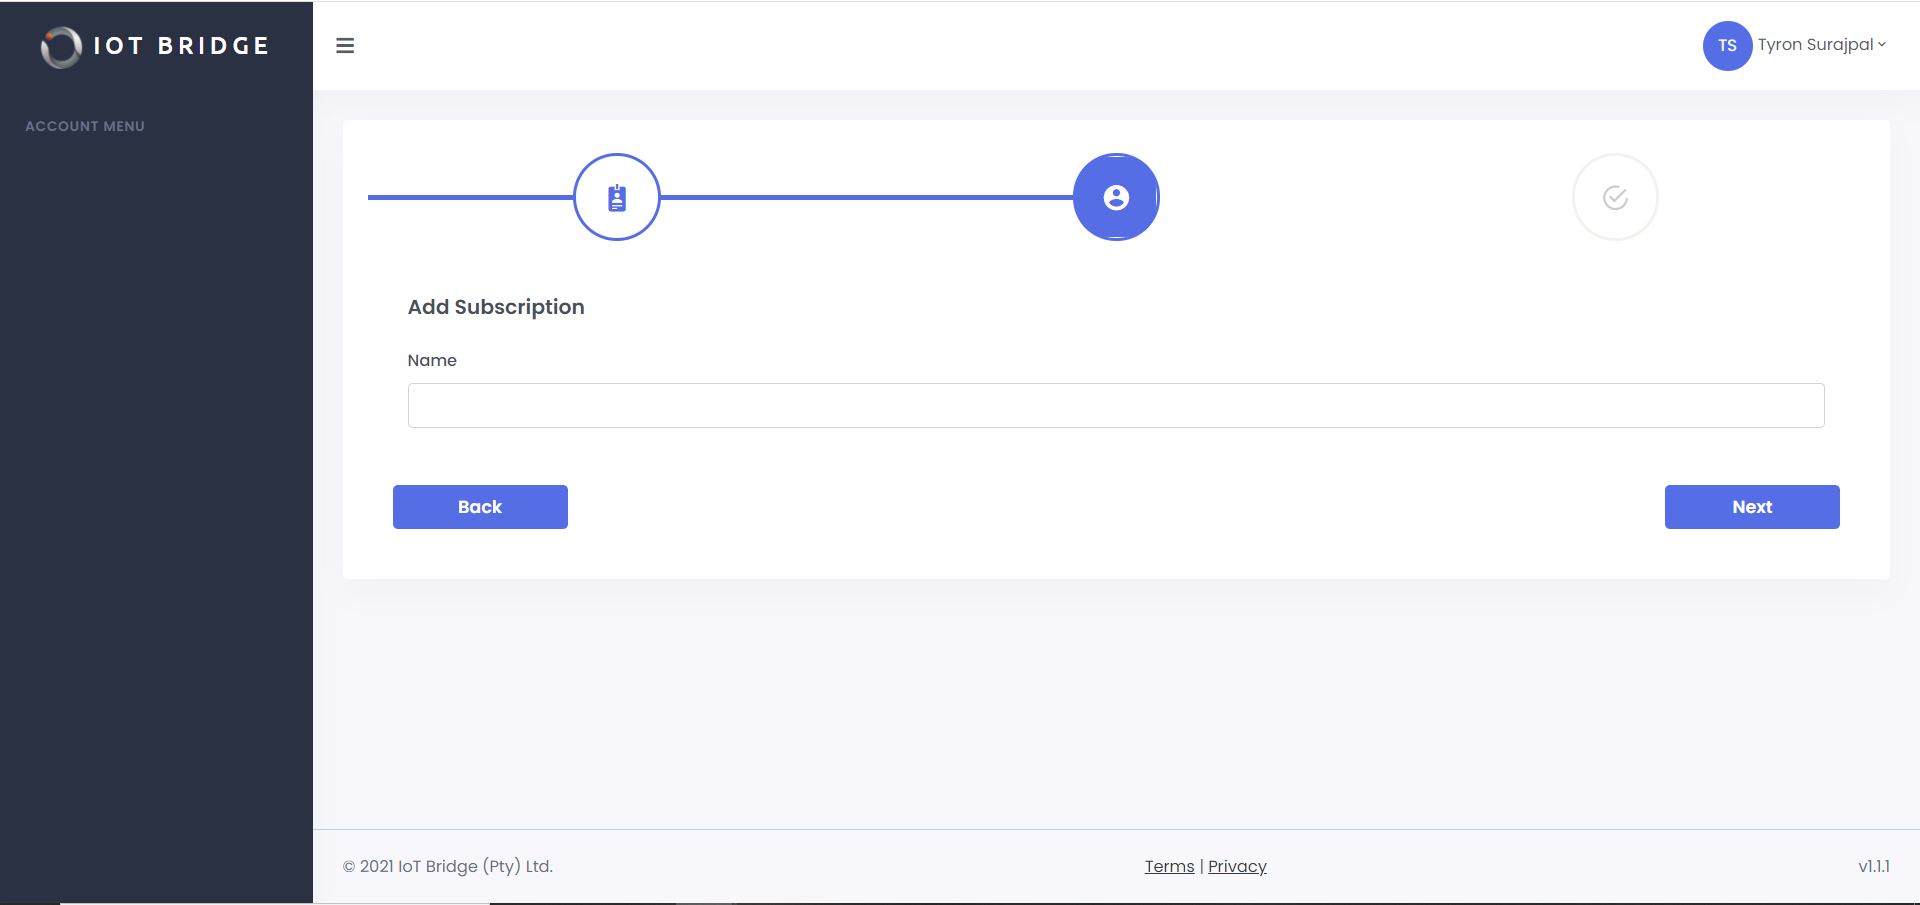 IOT BRIDGE
TS Tyron Surajpal
ACCOUNT MENU
Add Subscription
Name
Back
Next
© 2021 IoT Bridge (Pty) Ltd.
Terms | Privacy
v1.1.1